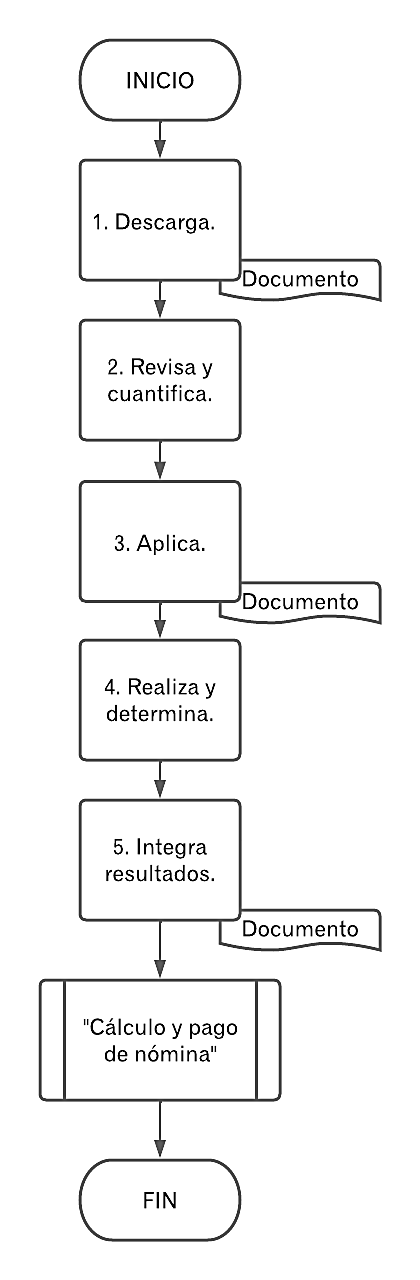 INICIO
1. Descarga.
Documento
2. Revisa y
cuantifica.
3. Aplica.
Documento
4. Realiza y
determina.
5. Integra
resultados.
Documento
"Cálculo y pago
de nómina"
FIN